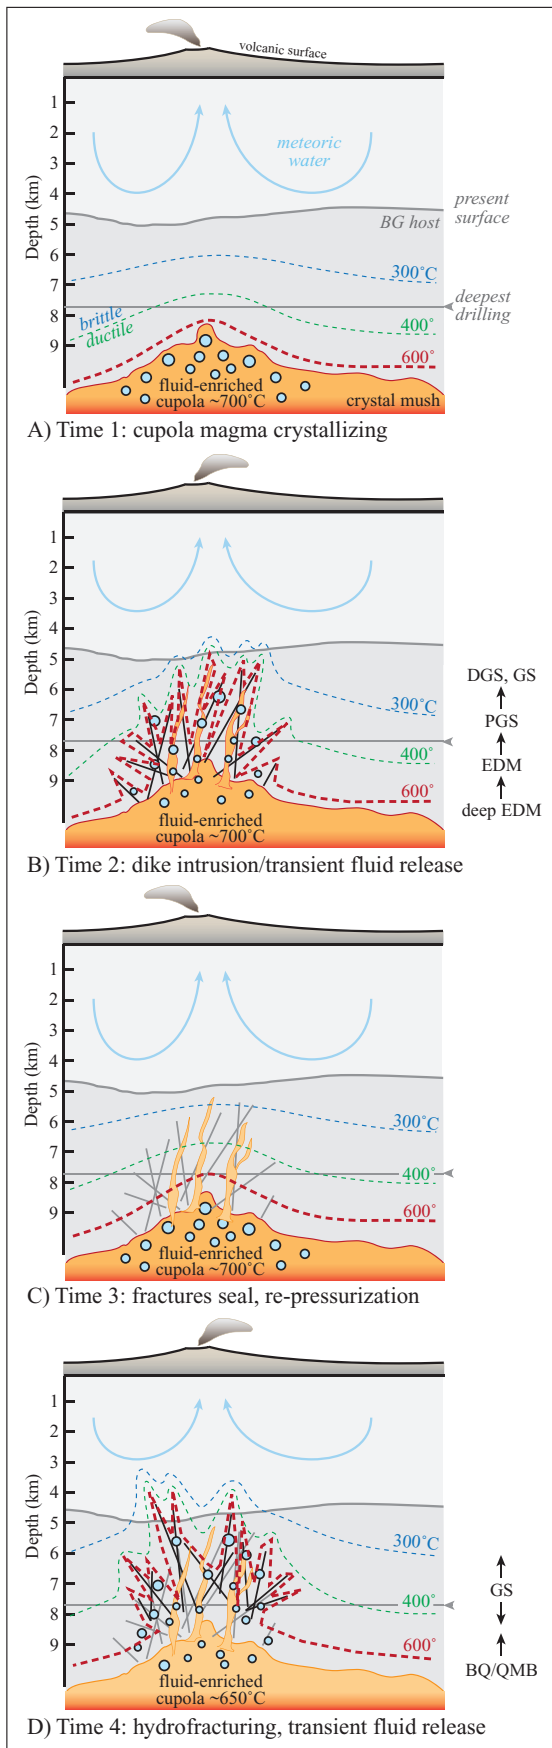 volcanic surface
1
2
3
4
5
6
7
8
9
Depth (km)
meteoric
water
present
surface
BG host
300˚C
deepest
drilling
brittle
ductile
400˚
600˚
fluid-enriched
cupola ~700˚C
crystal mush
A) Time 1: cupola magma crystallizing
1
2
3
4
5
6
7
8
9
Depth (km)
300˚C
400˚
600˚
DGS, GS
PGS
EDM
deep EDM
fluid-enriched
cupola ~700˚C
B) Time 2: dike intrusion/transient fluid release
1
2
3
4
5
6
7
8
9
Depth (km)
300˚C
400˚
600˚
fluid-enriched
cupola ~700˚C
C) Time 3: fractures seal, re-pressurization
1
2
3
4
5
6
7
8
9
Depth (km)
300˚C
400˚
600˚
GS
BQ/QMB
fluid-enriched
cupola ~650˚C
D) Time 4: hydrofracturing, transient fluid release